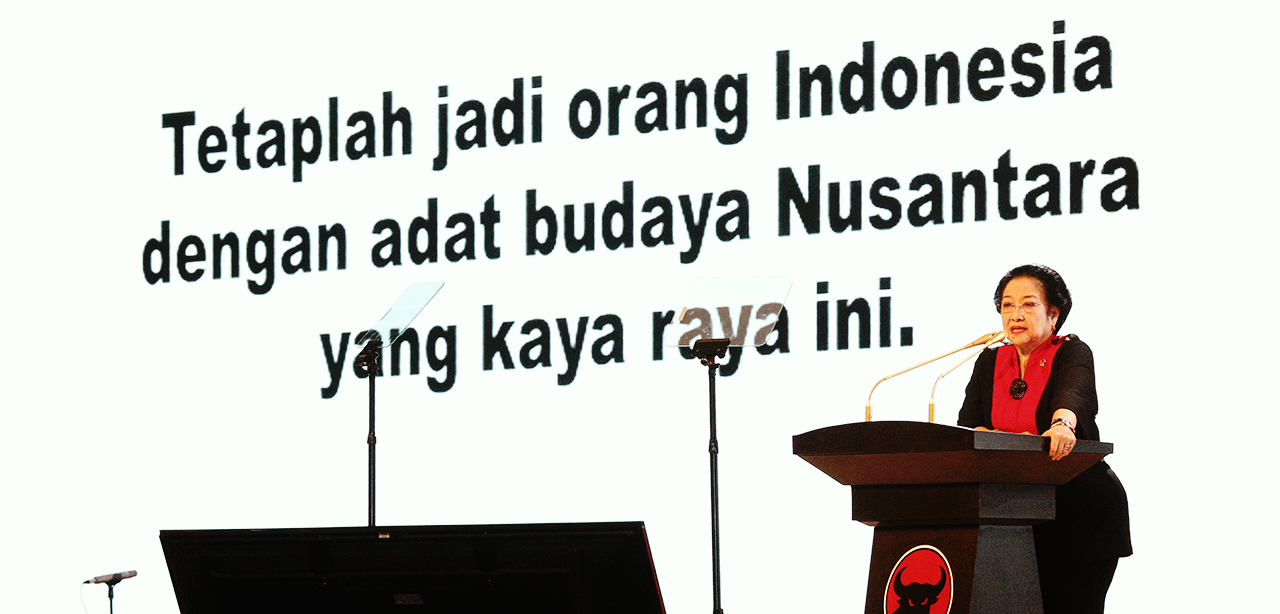 Tetaplah jadi orang Indonesia
dengan adat budaya Nusantara
yang kaya raya ini.